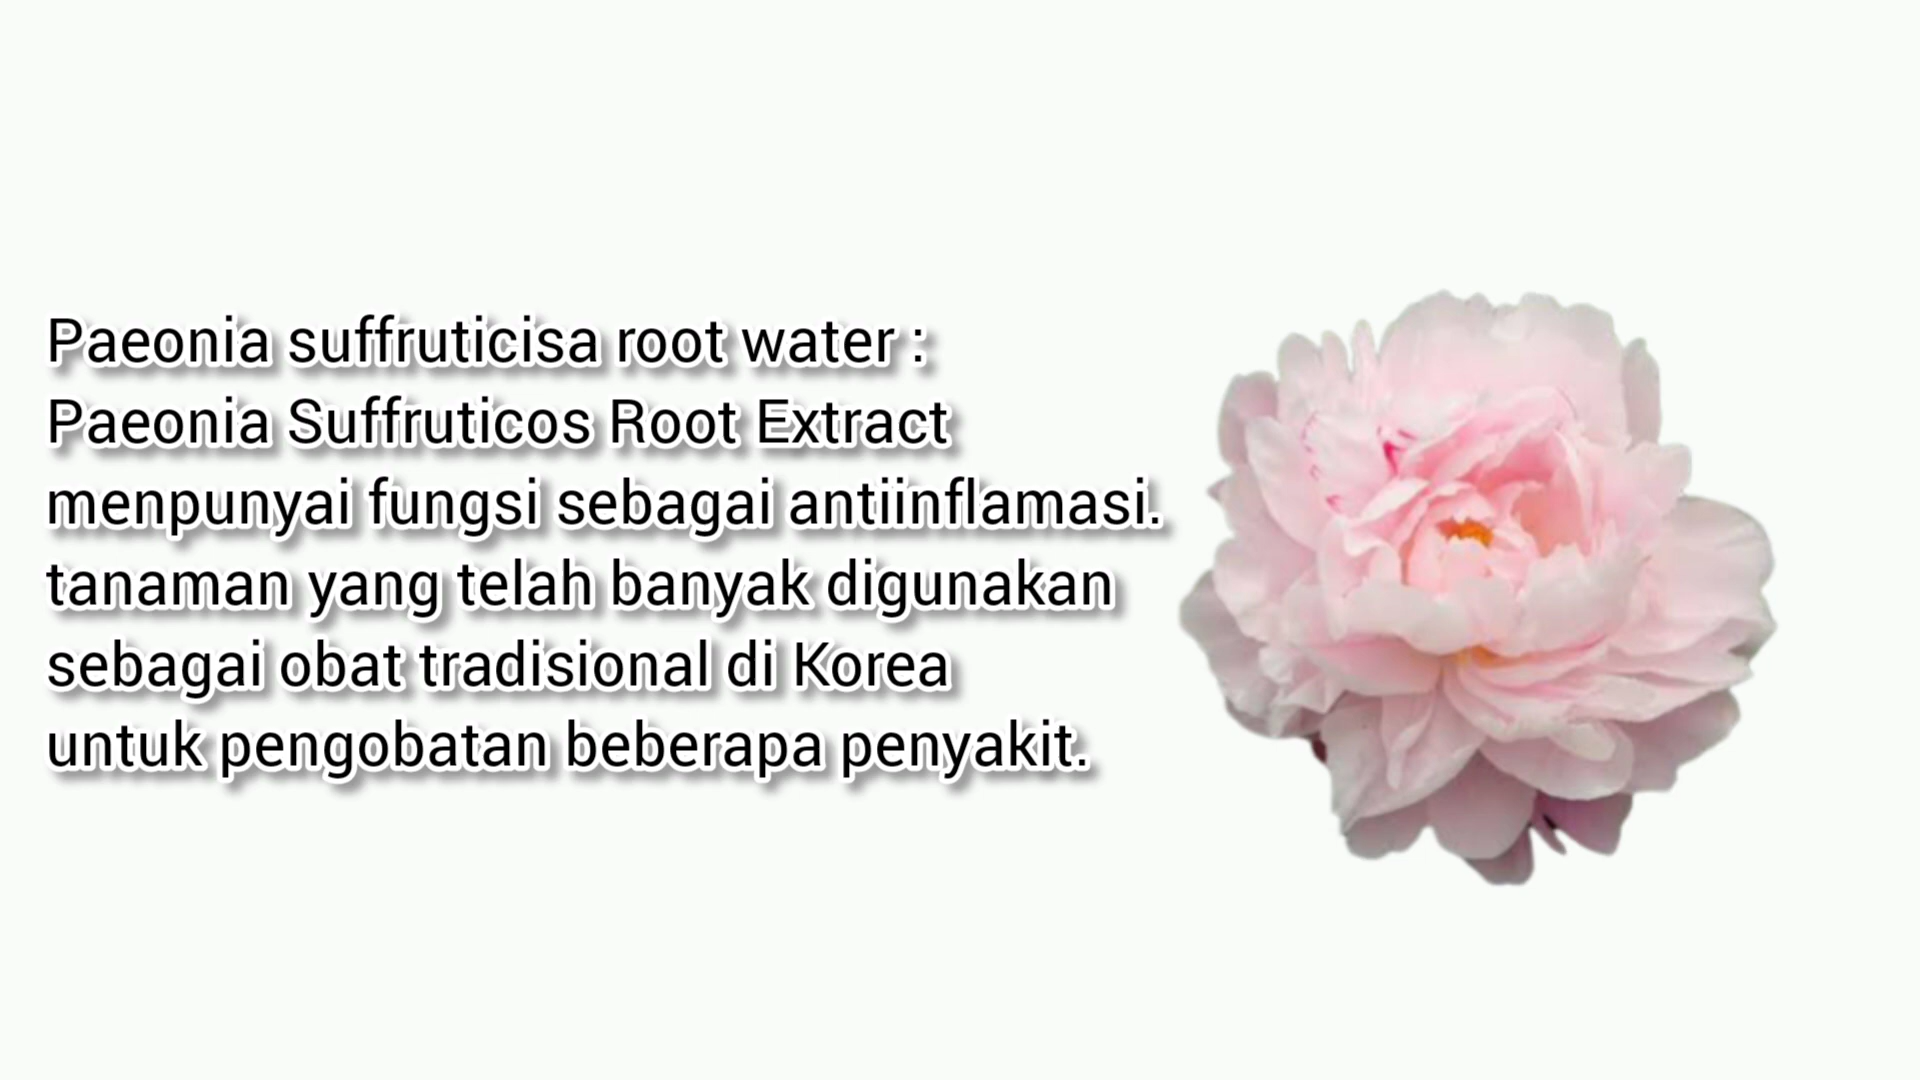 Paeonia suffruticisa root water :
Paeonia Suffruticos Root Extract
menpunyai fungsi sebagai antiinflamasi.
tanaman yang telah banyak digunakan
sebagai obat tradisional di Korea
untuk pengobatan beberapa penyakit.